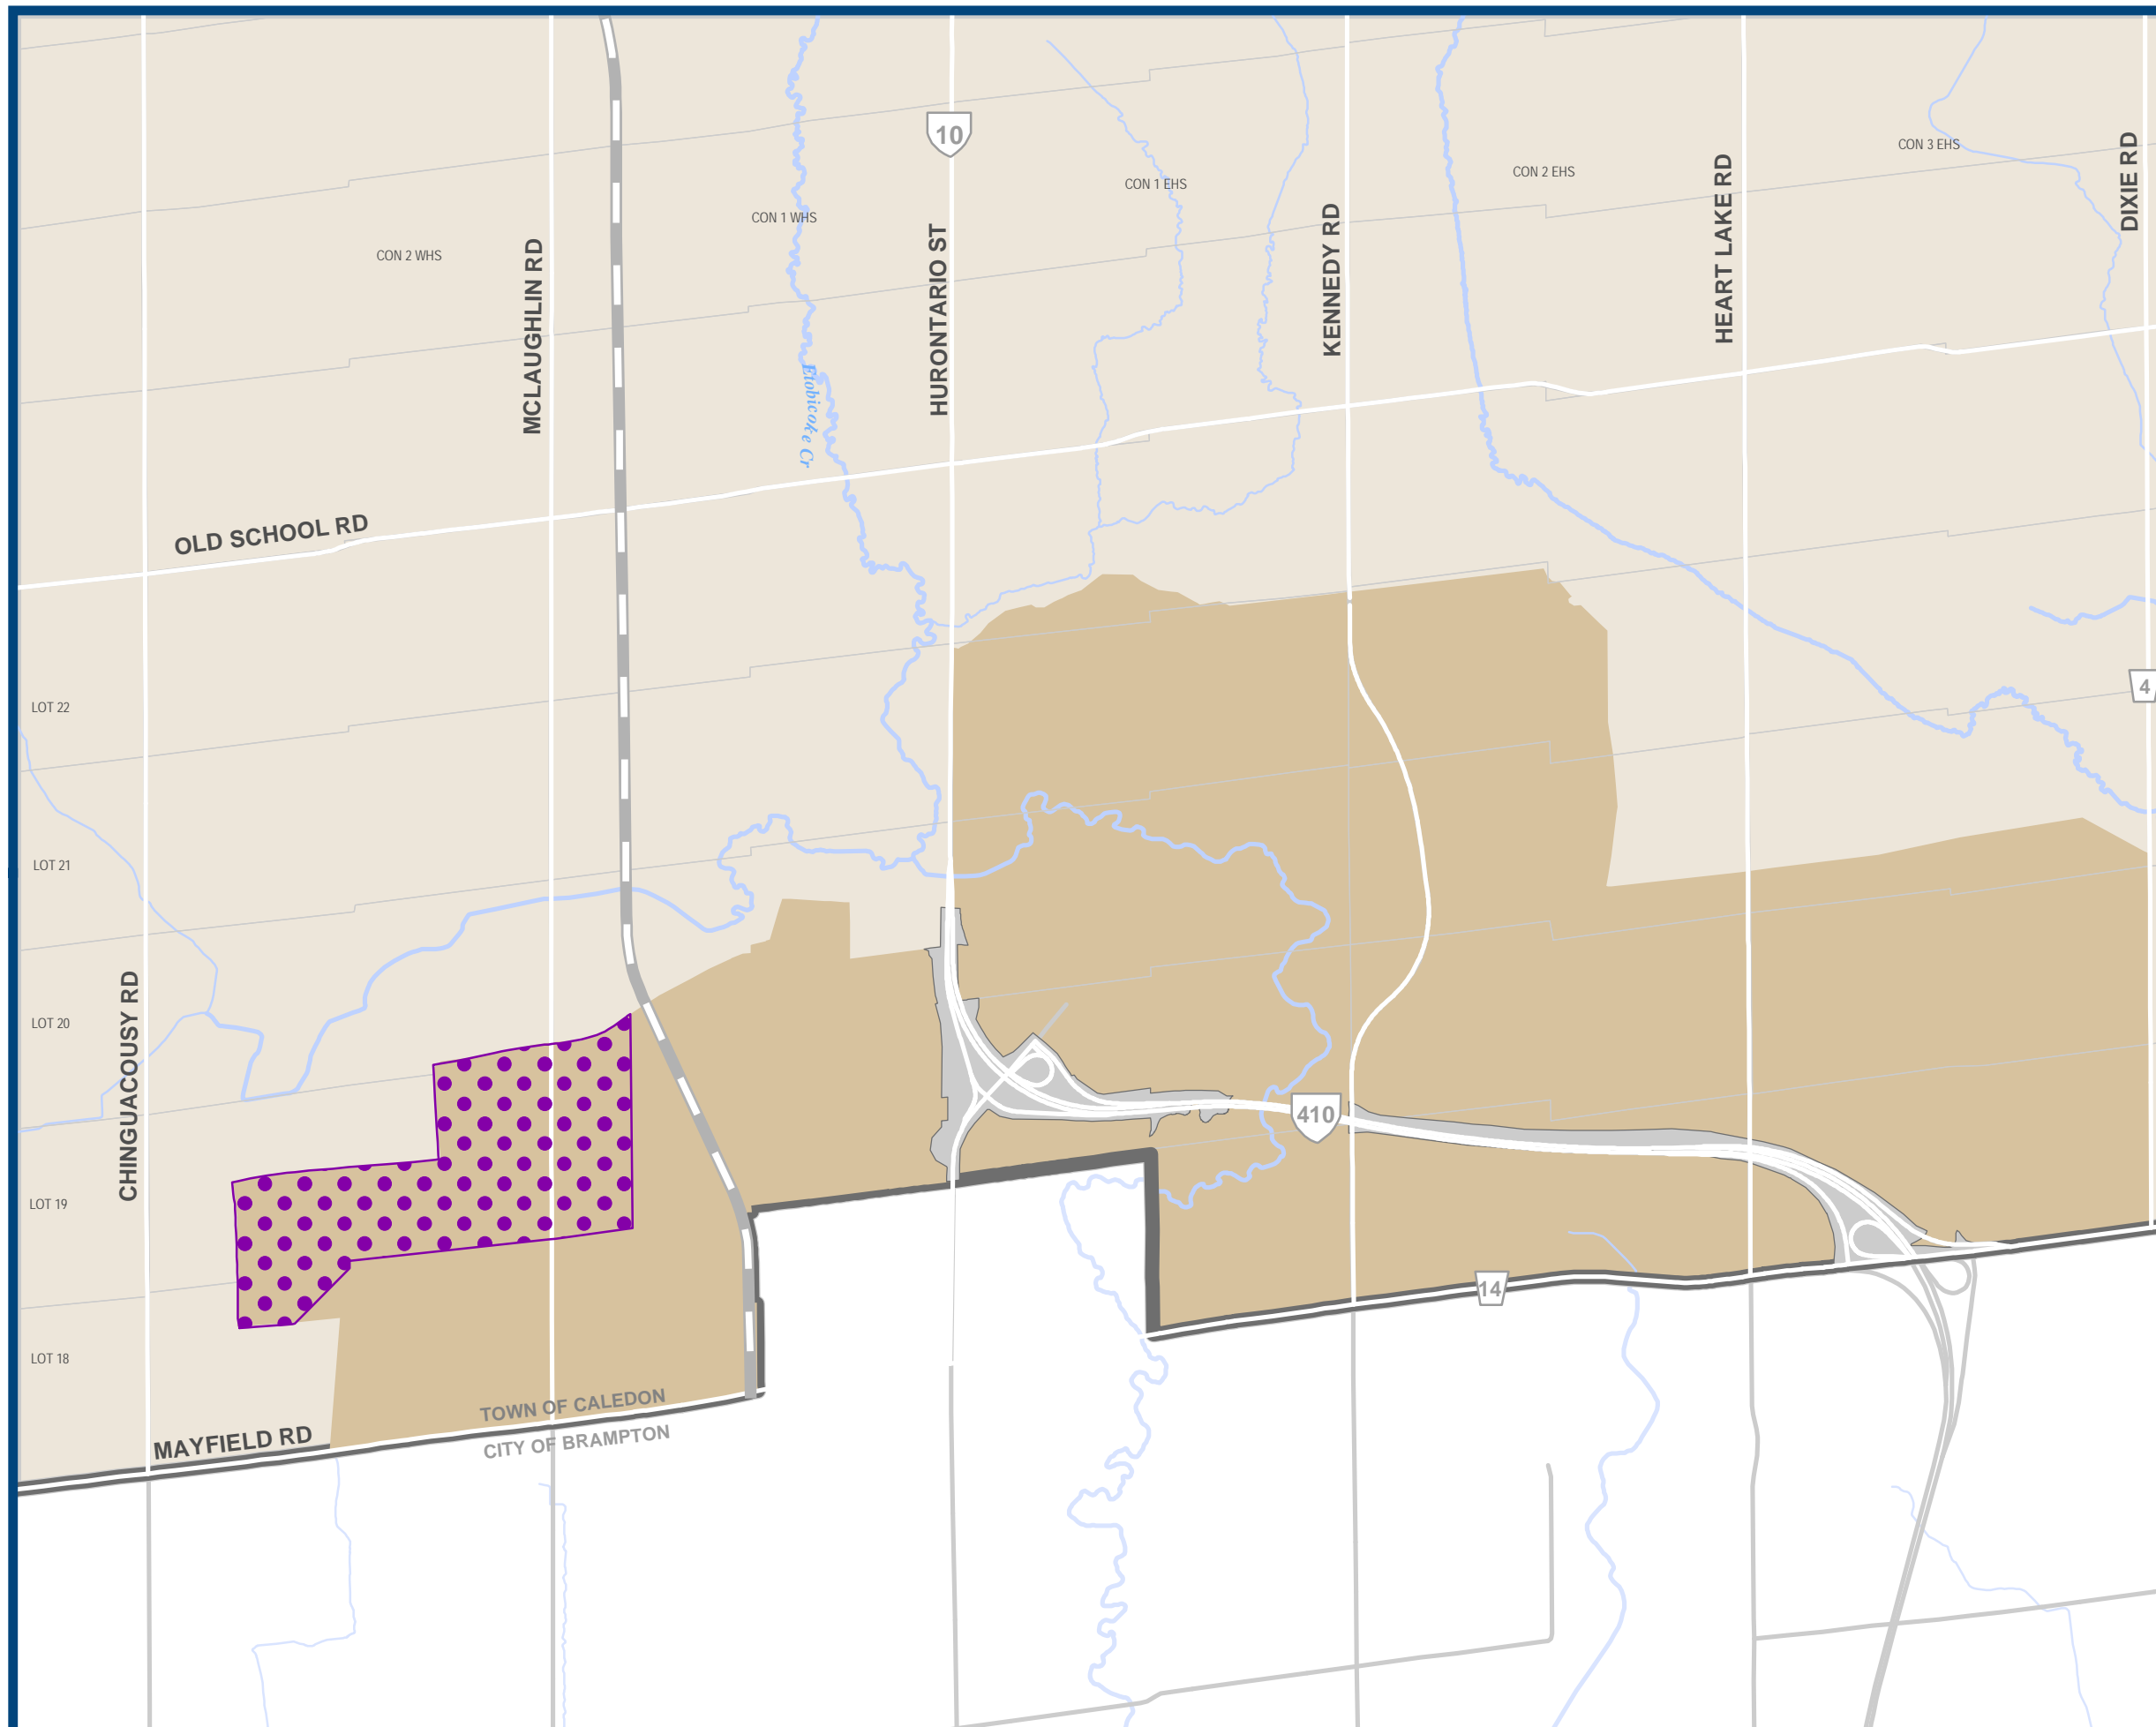 10
CON 3 EHS
DIXIE RD
CON 2 EHS
CON 1 EHS
HEART LAKE RD
CON 1 WHS
KENNEDY RD
HURONTARIO ST
CON 2 WHS
MCLAUGHLIN RD
Etobicoke Cr
OLD SCHOOL RD
4
LOT 22
LOT 21
LOT 20
CHINGUACOUSY RD
410
LOT 19
14
LOT 18
TOWN OF CALEDON
MAYFIELD RD
CITY OF BRAMPTON